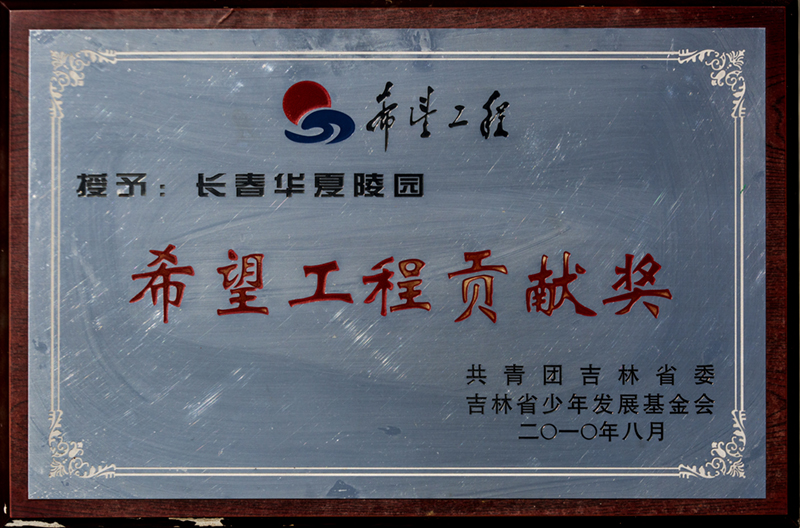 希望工程
授予：长春华夏陵园
希望工程贡献奖
共青团吉林省委
吉林省少年发展基金会
二〇一〇年八月